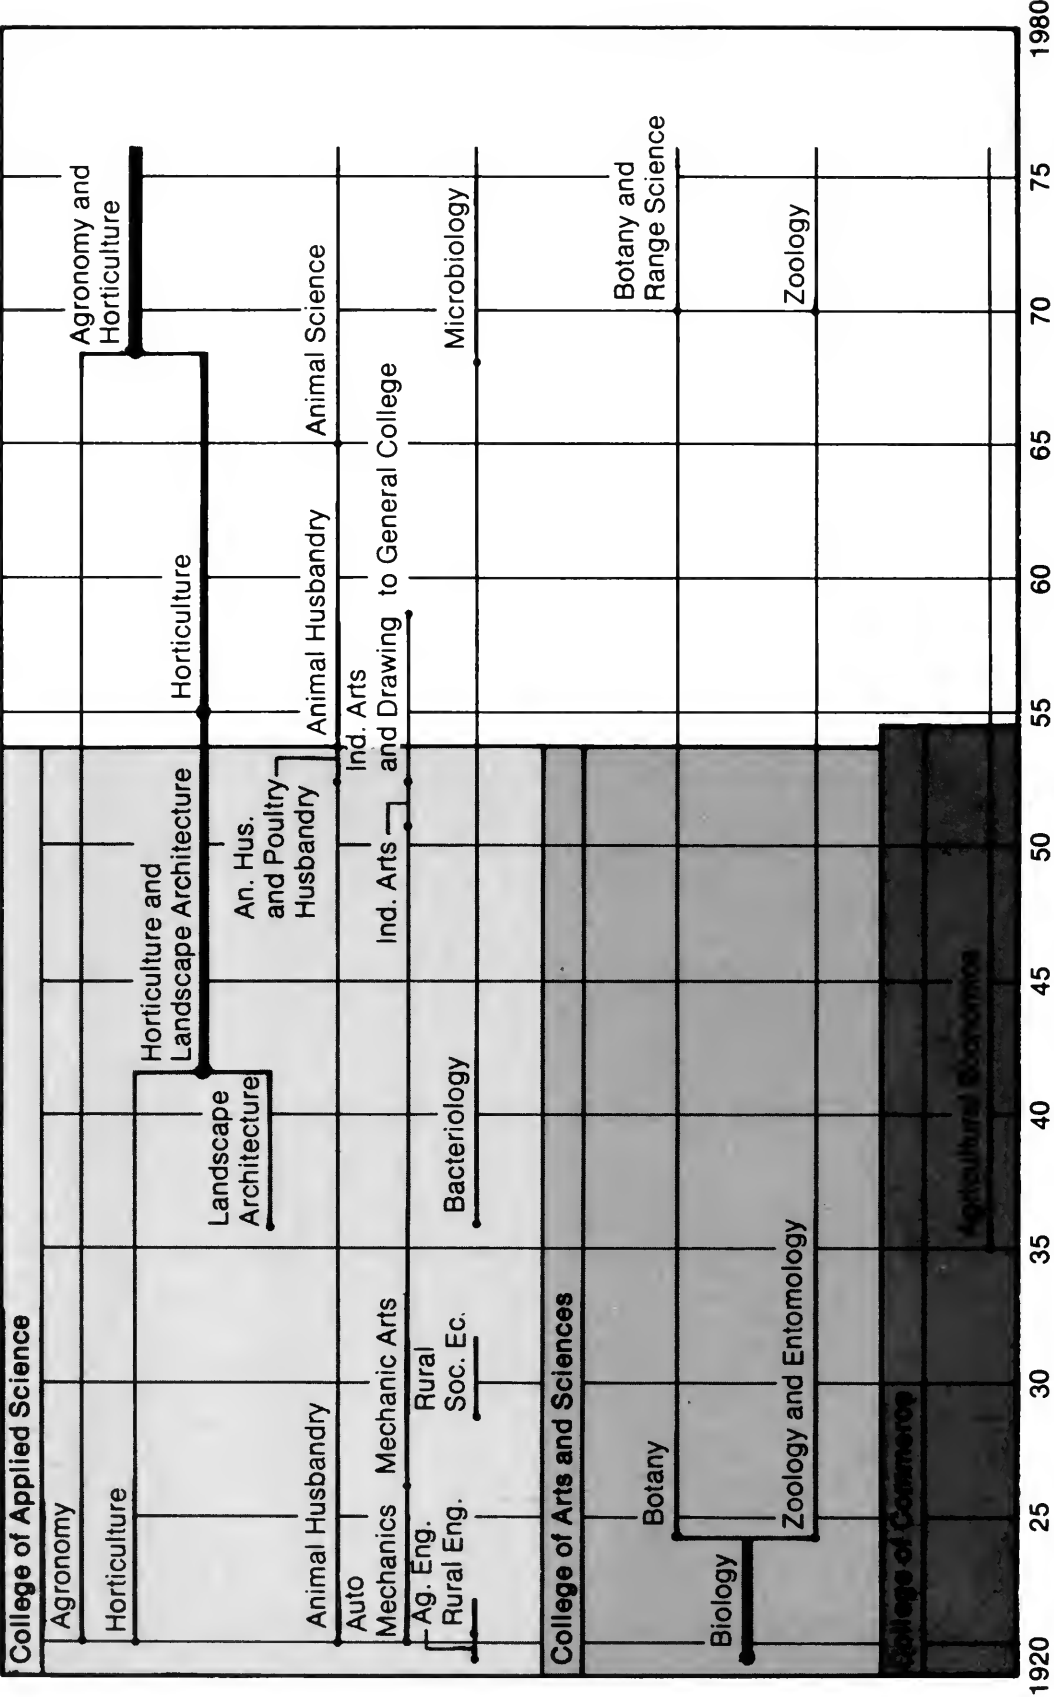 College of Applied Science
Agronomy
Horticulture
Landscape
Architecture
Horticulture and
Landscape Architecture
Horticulture
Agronomy and
Horticulture
Animal Husbandry
An. Hus.
and Poultry
Husbandry
Animal Husbandry
Animal Science
Auto
Mechanics
Mechanic Arts
Ind. Arts
Ind. Arts
and Drawing
to General College
Ag. Eng.
Rural Eng.
Rural
Soc. Ec.
Bacteriology
Microbiology
College of Arts and Sciences
Biology
Botany
Botany and
Range Science
Zoology and Entomology
Zoology
College of Commerce
Agricultural Economics
1920 25 30 35 40 45 50 55 60 65 70 75 1980